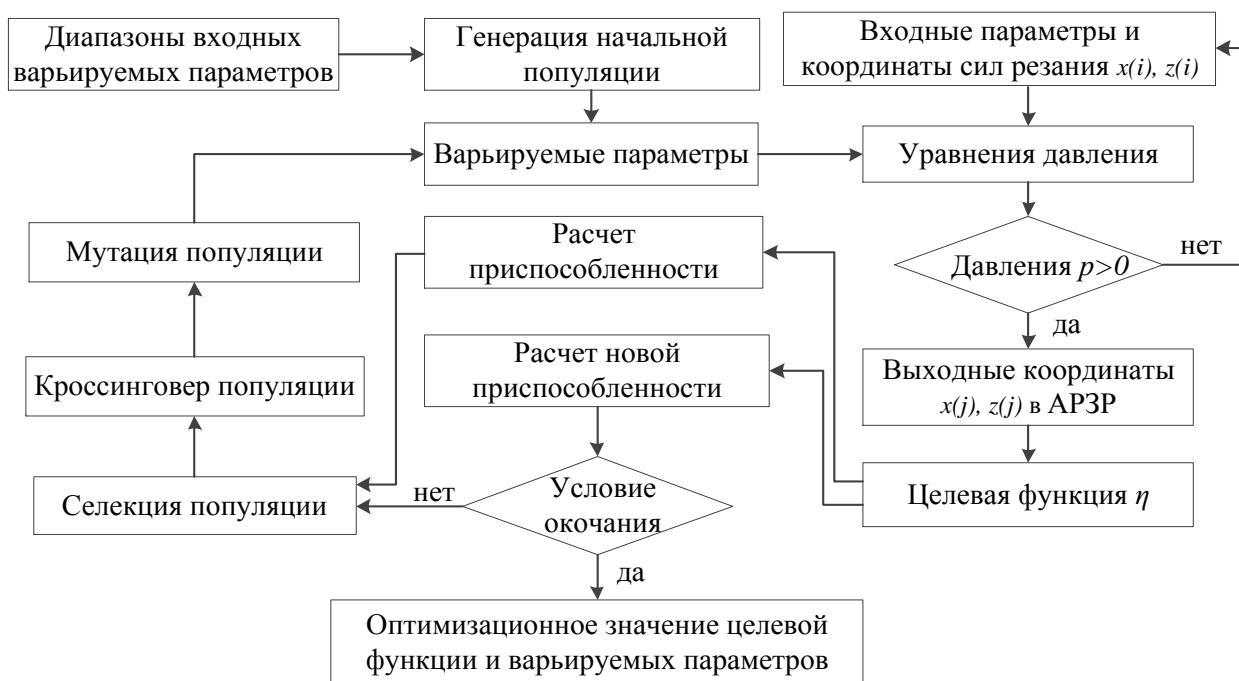 Диапазоны входных
варьируемых параметров
Генерация начальной
популяции
Входные параметры и
координаты сил резания x(i), z(i)
Варьируемые параметры
Уравнения давления
Мутация популяции
Расчет
приспособленности
Давления p>0
нет
да
Кроссинговер популяции
Расчет новой
приспособленности
Выходные координаты
x(j), z(j) в АРЗР
Селекция популяции
нет
Условие
окочания
Целевая функция η
да
Оптимизационное значение целевой
функции и варьируемых параметров